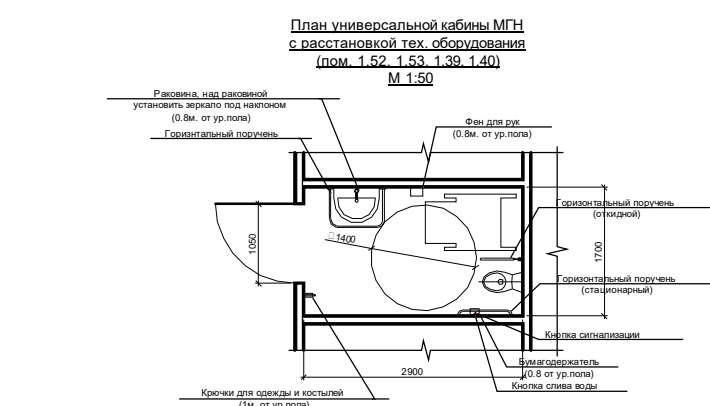 План универсальной кабины МГН
с расстановкой тех. оборудования
(пом. 1.52, 1.53, 1.39, 1.40)
М 1:50
Раковина, над раковиной
установить зеркало под наклоном
(0.8м. от ур.пола)
Горизнтальный поручень
Фен для рук
(0.8м. от ур.пола)
Горизонтальный поручень
(откидной)
1400
1050
1700
Горизонтальный поручень
(стационарный)
Кнопка сигнализации
Бумагодержатель
(0.8 от ур.пола)
Кнопка слива воды
2900
Крючки для одежды и костылей
(1м. от ур.пола)